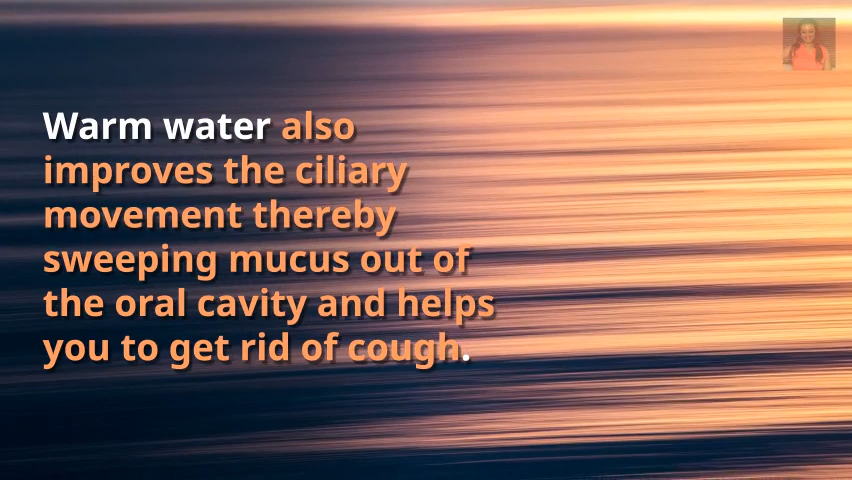 Warm water also
improves the ciliary
movement thereby
sweeping mucus out of
the oral cavity and helps
you to get rid of cough.